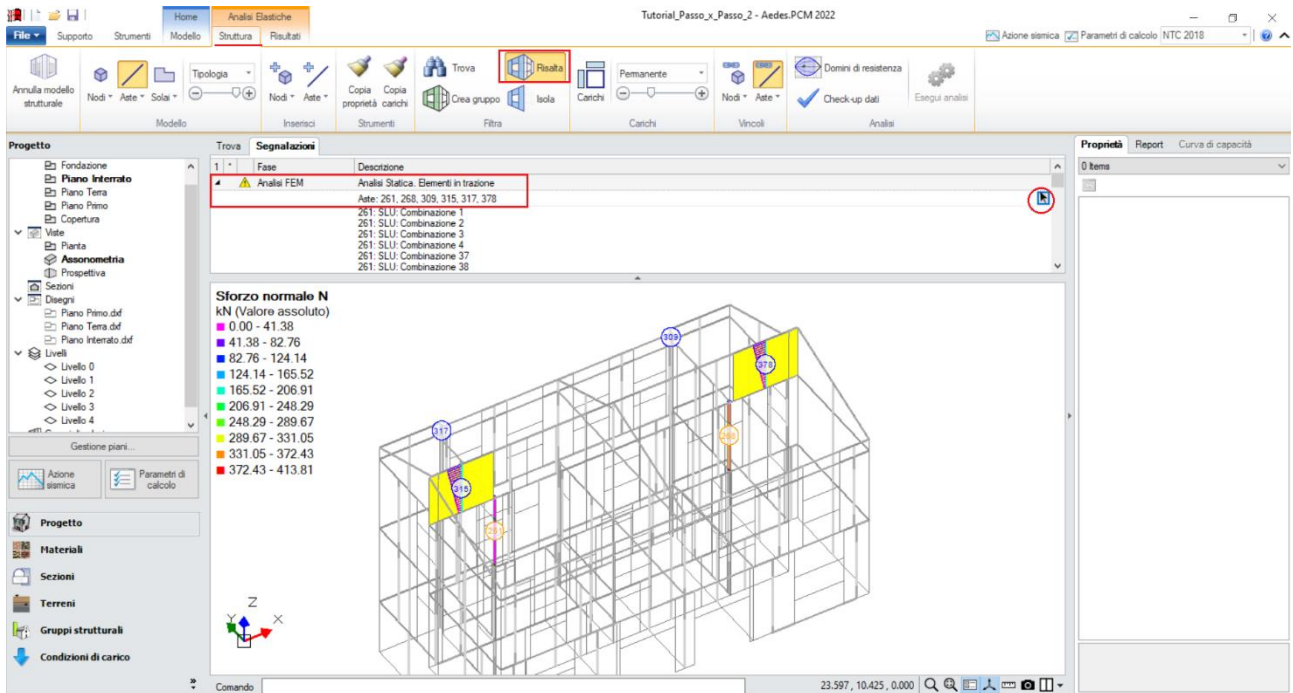 Tutorial_Passo_x_Passo_2 - Aedes.PCM 2022
Home
Analisi Elastiche
File
Supporto
Strumenti
Modello
Struttura
Risultati
Azione sismica
Parametri di calcolo
NTC 2018
Annulla modello strutturale
Nodi
Aste
Solai
Tipologia
Modello
Nodi
Aste
Inserisci
Copia proprietà
Copia carichi
Strumenti
Trova
Crea gruppo
Risalta
Isola
Filtra
Carichi
Permanente
Carichi
Nodi
Aste
Vincoli
Domini di resistenza
Check-up dati
Esegui analisi
Analisi
Progetto
Fondazione
Piano Interrato
Piano Terra
Piano Primo
Copertura
Viste
Pianta
Assonometria
Prospettiva
Sezioni
Disegni
Piano Primo.dxf
Piano Terra.dxf
Piano Interrato.dxf
Livelli
Livello 0
Livello 1
Livello 2
Livello 3
Livello 4
Gestione piani...
Azione sismica
Parametri di calcolo
Progetto
Materiali
Sezioni
Terreni
Gruppi strutturali
Condizioni di carico
Trova
Segnalazioni
1 * Fase Descrizione
Analisi FEM Analisi Statica. Elementi in trazione
Aste: 261, 268, 309, 315, 317, 378
261: SLU: Combinazione 1
261: SLU: Combinazione 2
261: SLU: Combinazione 3
261: SLU: Combinazione 4
261: SLU: Combinazione 37
261: SLU: Combinazione 38
Sforzo normale N
kN (Valore assoluto)
0.00 - 41.38
41.38 - 82.76
82.76 - 124.14
124.14 - 165.52
165.52 - 206.91
206.91 - 248.29
248.29 - 289.67
289.67 - 331.05
331.05 - 372.43
372.43 - 413.81
309
378
317
268
315
261
Z
Y
X
Comando
23.597 , 10.425 , 0.000
Proprietà
Report
Curva di capacità
0 Items